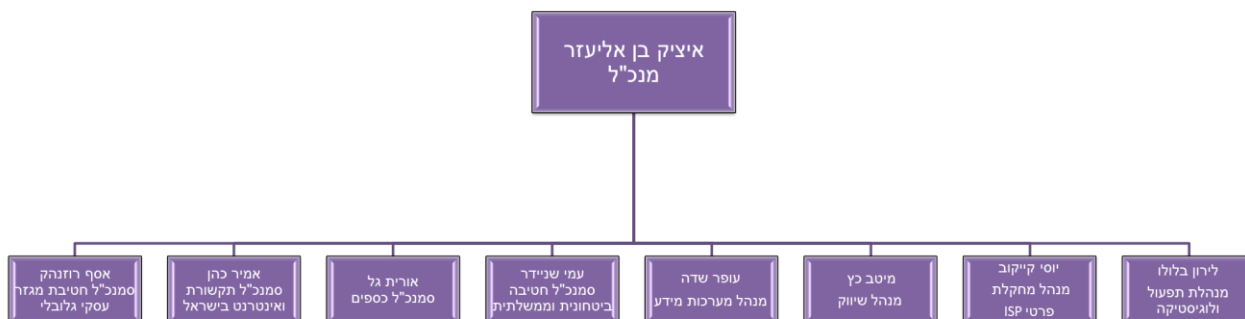 איציק בן אליעזר
מנכ"ל
לירון בלולו
מנהלת תפעול
ולוגיסטיקה
יוסי קייקוב
מנהל מחקלת
פרטי ISP
מיטב כץ
מנהל שיווק
עופר שדה
מנהל מערכות מידע
עמי שניידר
סמנכ"ל חטיבה
ביטחונית וממשלתית
אורית גל
סמנכ"ל כספים
אמיר כהן
סמנכ"ל תקשורת
ואינטרנט בישראל
אסף רוזנהק
סמנכ"ל חטיבת מגזר
עסקי גלובלי